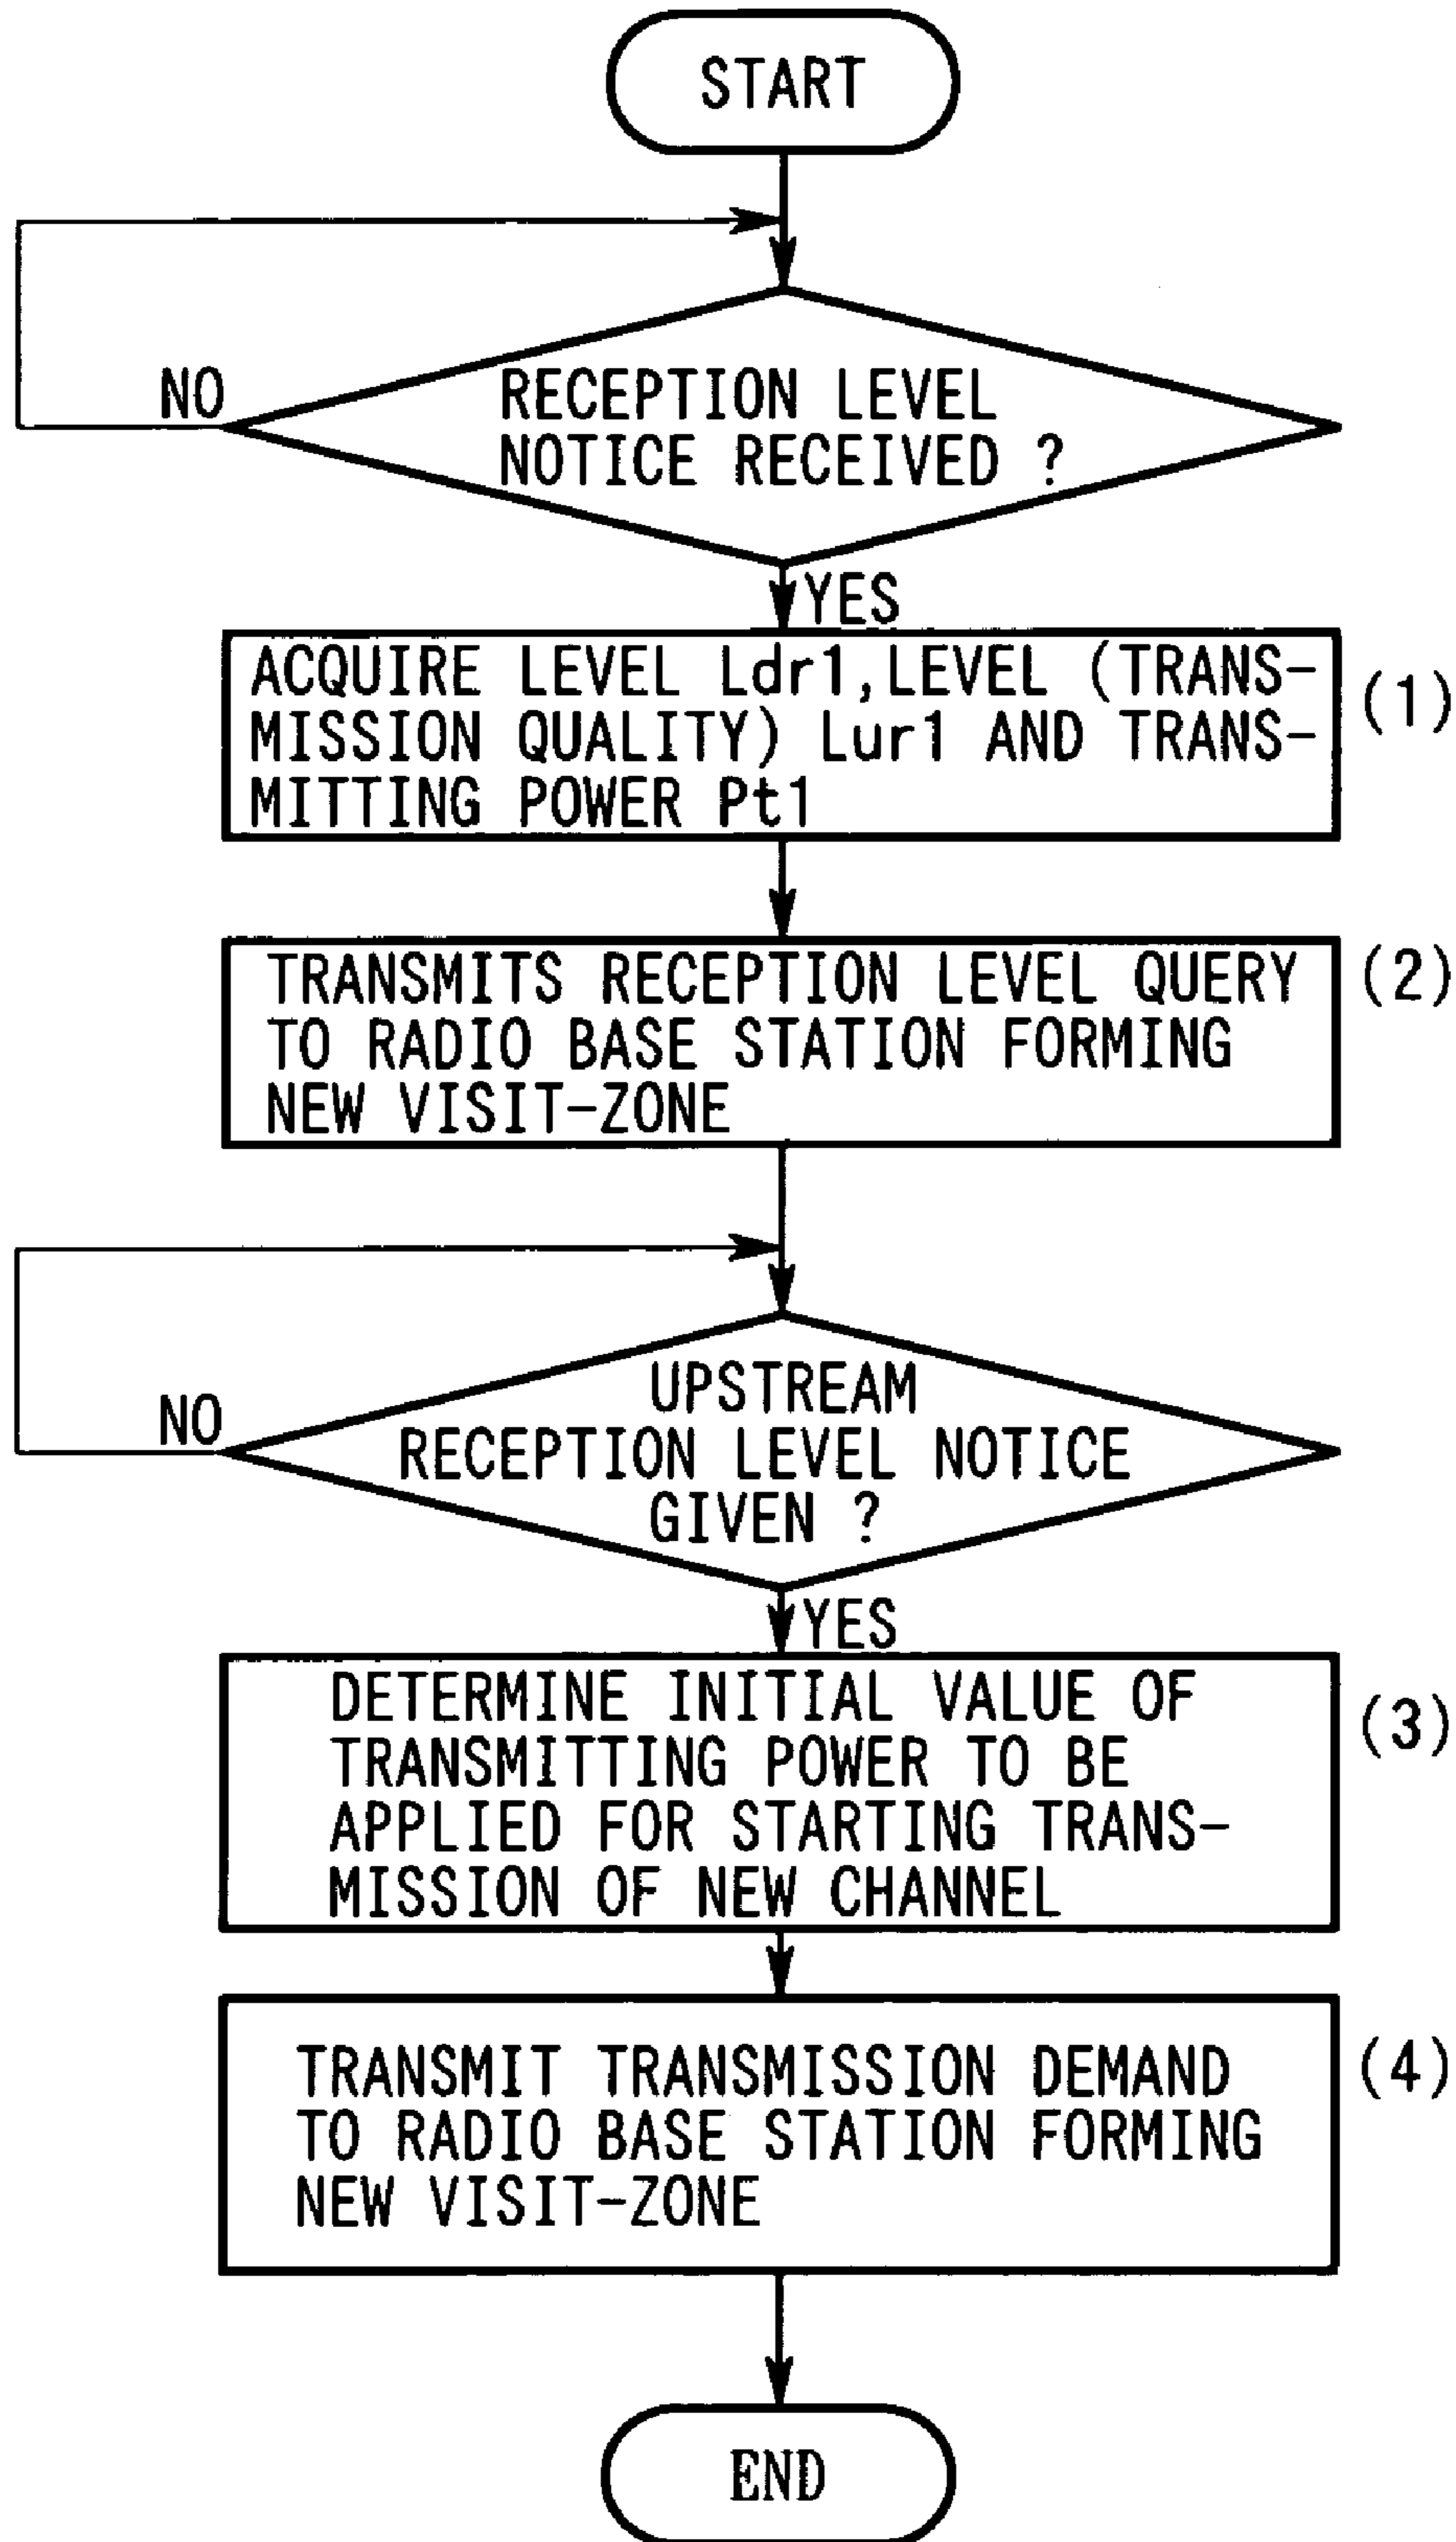 START
RECEPTION LEVEL
NOTICE RECEIVED ?
NO
YES
ACQUIRE LEVEL Ldr1, LEVEL (TRANS-
MISSION QUALITY) Lur1 AND TRANS-
MITTING POWER Pt1
(1)
TRANSMITS RECEPTION LEVEL QUERY
TO RADIO BASE STATION FORMING
NEW VISIT-ZONE
(2)
UPSTREAM
RECEPTION LEVEL NOTICE
GIVEN ?
NO
YES
DETERMINE INITIAL VALUE OF
TRANSMITTING POWER TO BE
APPLIED FOR STARTING TRANS-
MISSION OF NEW CHANNEL
(3)
TRANSMIT TRANSMISSION DEMAND
TO RADIO BASE STATION FORMING
NEW VISIT-ZONE
(4)
END